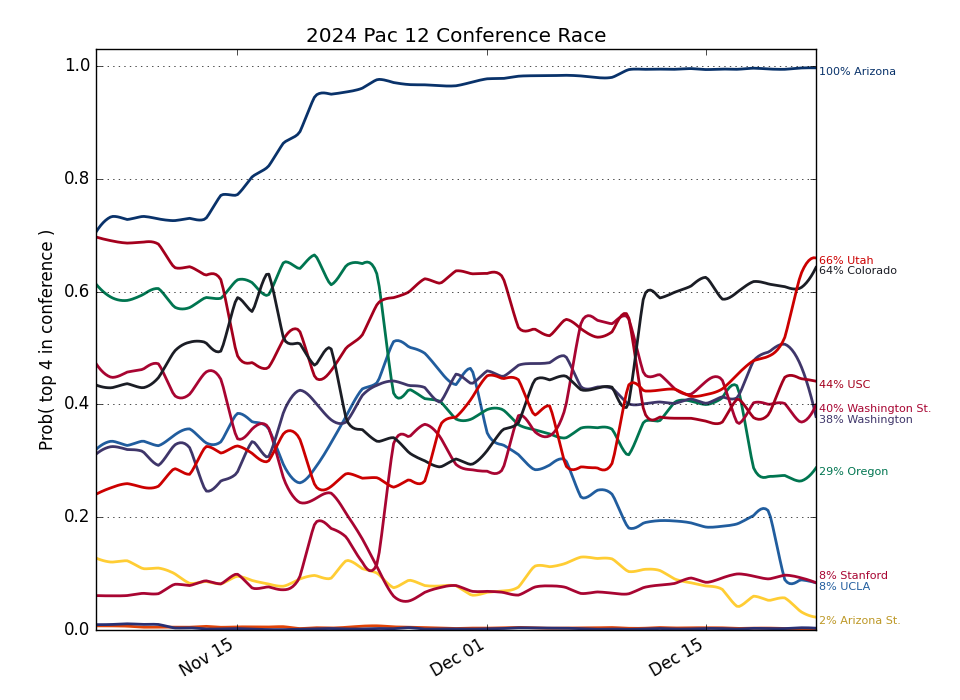 2024 Pac 12 Conference Race
Prob( top 4 in conference )
1.0
0.8
0.6
0.4
0.2
0.0
Nov 15
Dec 01
Dec 15
100% Arizona
66% Utah
64% Colorado
44% USC
40% Washington St.
38% Washington
29% Oregon
8% Stanford
8% UCLA
2% Arizona St.